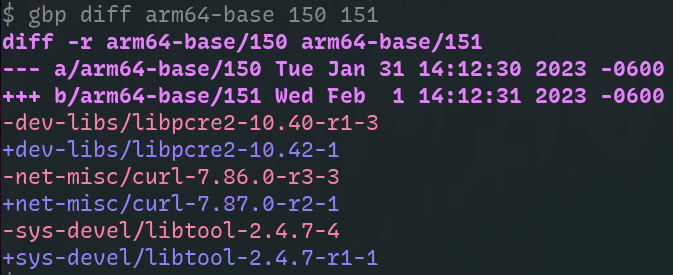 $ gbp diff arm64-base 150 151
diff -r arm64-base/150 arm64-base/151
--- a/arm64-base/150 Tue Jan 31 14:12:30 2023 -0600
+++ b/arm64-base/151 Wed Feb  1 14:12:31 2023 -0600
-dev-libs/libpcre2-10.40-r1-3
+dev-libs/libpcre2-10.42-1
-net-misc/curl-7.86.0-r3-3
+net-misc/curl-7.87.0-r2-1
-sys-devel/libtool-2.4.7-4
+sys-devel/libtool-2.4.7-r1-1